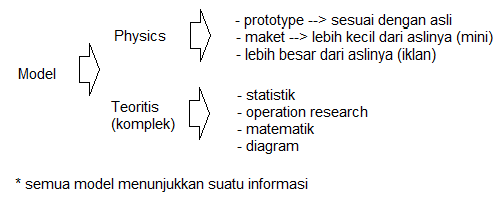 Model
Physics
- prototype --> sesuai dengan asli
- maket --> lebih kecil dari aslinya (mini)
- lebih besar dari aslinya (iklan)
Teoritis
(komplek)
- statistik
- operation research
- matematik
- diagram
* semua model menunjukkan suatu informasi